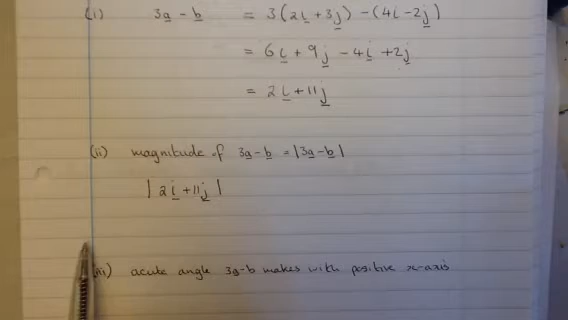 (i) 3a - b = 3(2i + 3j) - (4i - 2j)
= 6i + 9j - 4i + 2j
= 2i + 11j
(ii) magnitude of 3a - b = |3a - b|
|2i + 11j|
(iii) acute angle 3a - b makes with positive x-axis